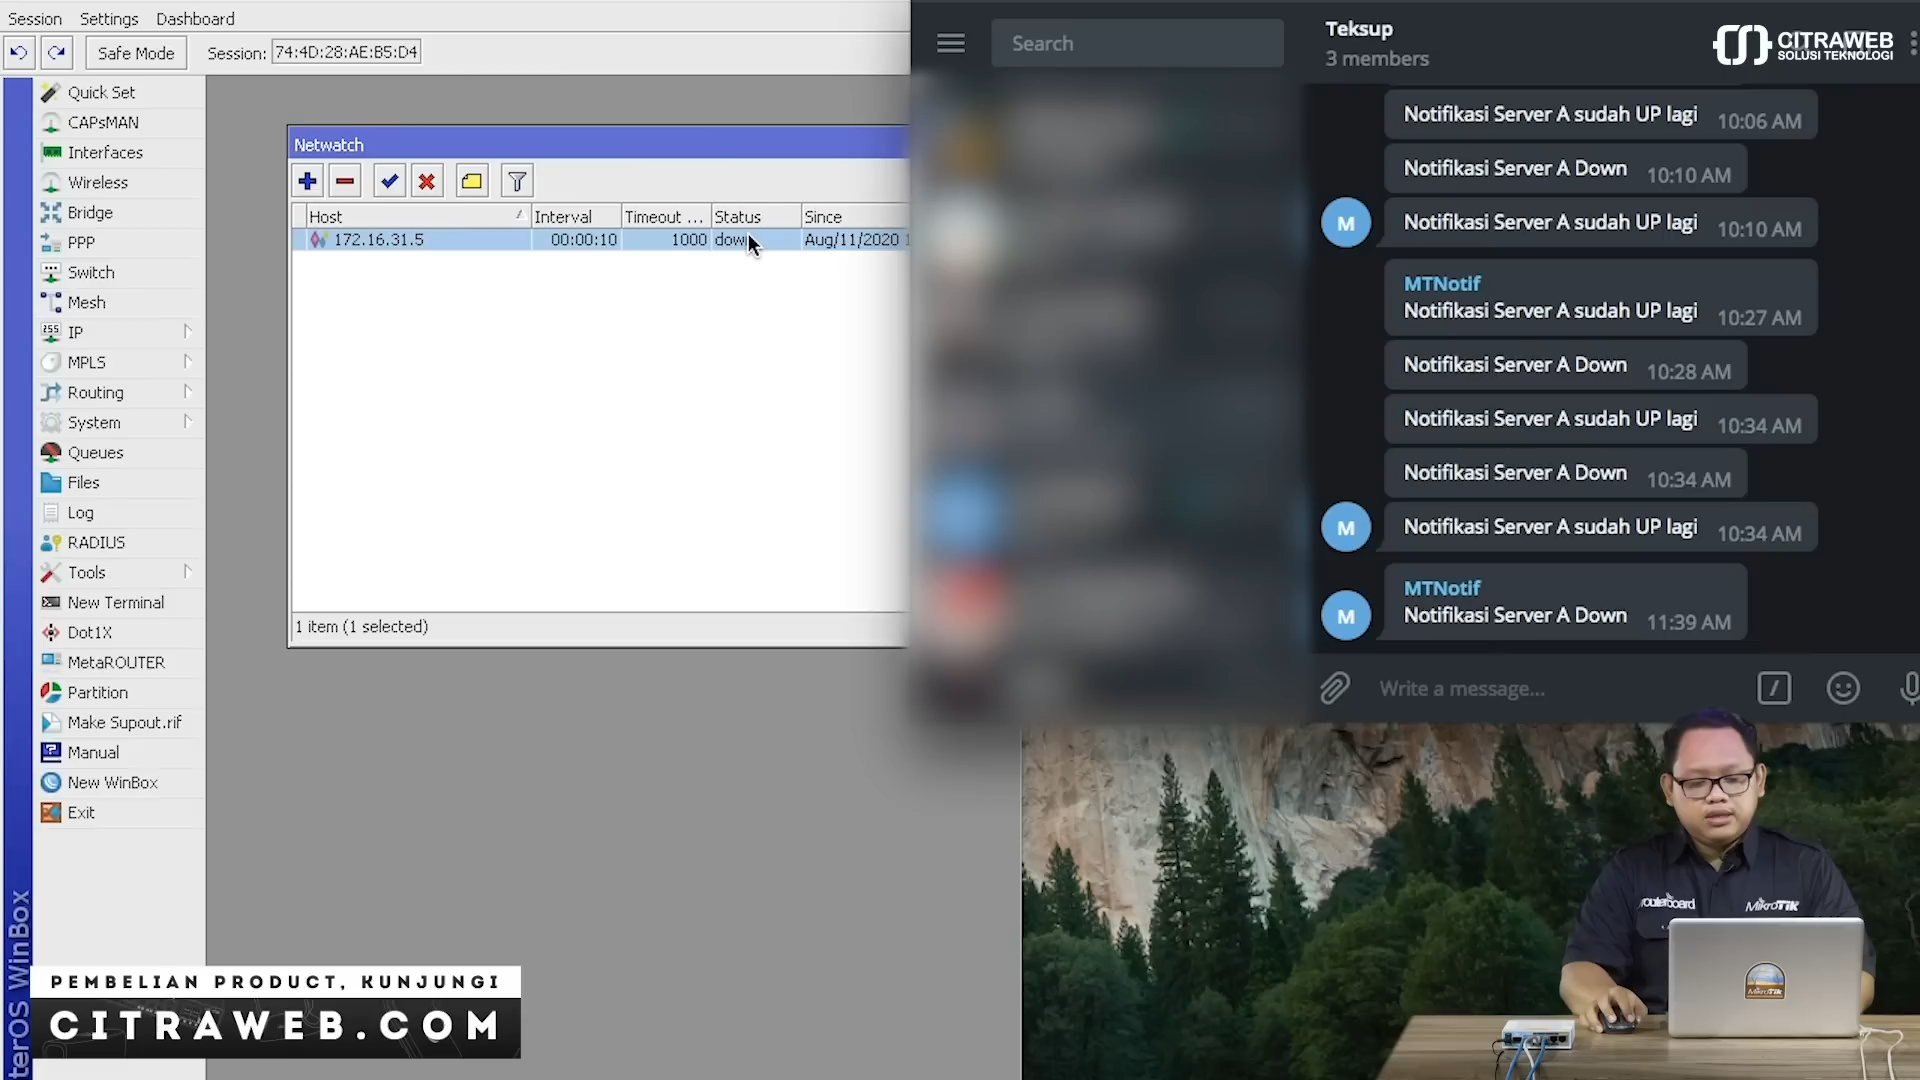 Session Settings Dashboard
Safe Mode Session: 74:4D:28:AE:B5:D4
Quick Set
CAPsMAN
Interfaces
Wireless
Bridge
PPP
Switch
Mesh
IP
MPLS
Routing
System
Queues
Files
Log
RADIUS
Tools
New Terminal
Dot1X
MetaROUTER
Partition
Make Supout.rif
Manual
New WinBox
Exit
teros WinBox
Netwatch
Host Interval Timeout ... Status Since
172.16.31.5 00:00:10 1000 down Aug/11/2020
1 item (1 selected)
Search
Teksup
3 members
CITRAWEB
SOLUSI TEKNOLOGI
Notifikasi Server A sudah UP lagi 10:06 AM
Notifikasi Server A Down 10:10 AM
M
Notifikasi Server A sudah UP lagi 10:10 AM
MTNotif
Notifikasi Server A sudah UP lagi 10:27 AM
Notifikasi Server A Down 10:28 AM
Notifikasi Server A sudah UP lagi 10:34 AM
Notifikasi Server A Down 10:34 AM
M
Notifikasi Server A sudah UP lagi 10:34 AM
MTNotif
M
Notifikasi Server A Down 11:39 AM
Write a message...
routerboard MikroTik
MikroTik
PEMBELIAN PRODUCT, KUNJUNGI
CITRAWEB.COM